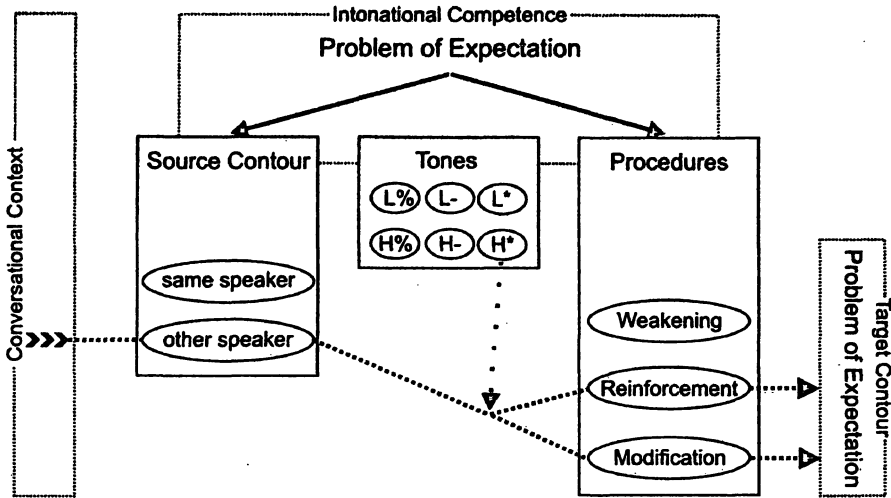 Intonational Competence
Problem of Expectation
Conversational Context
Source Contour
same speaker
other speaker
Tones
L% L- L*
H% H- H*
Procedures
Weakening
Reinforcement
Modification
Target Contour
Problem of Expectation